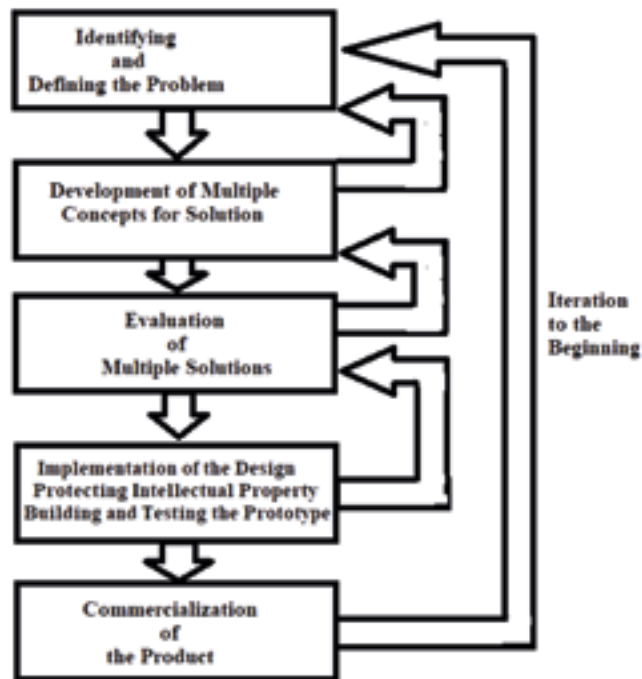 Identifying
and
Defining the Problem
Development of Multiple
Concepts for Solution
Evaluation
of
Multiple Solutions
Implementation of the Design
Protecting Intellectual Property
Building and Testing the Prototype
Commercialization
of
the Product
Iteration
to the
Beginning